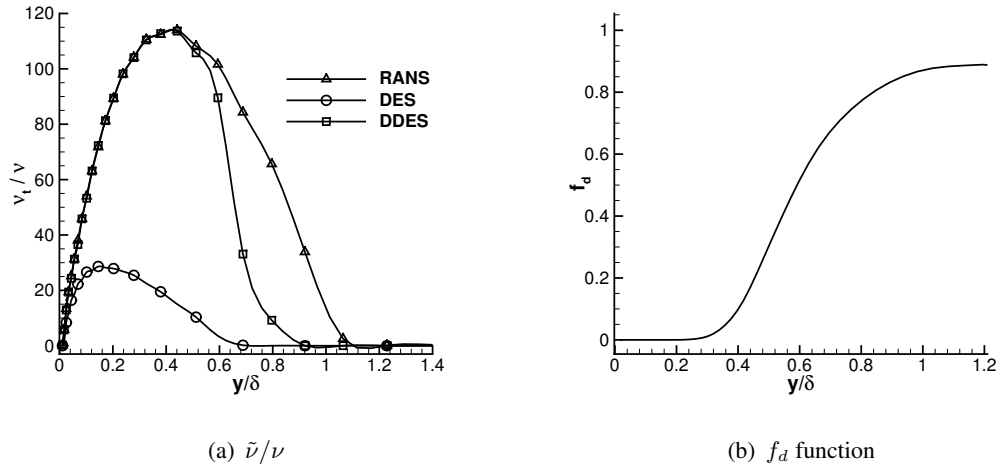 120
100
80
60
40
20
0
ν_t / ν
0 0.2 0.4 0.6 0.8 1 1.2 1.4
y/δ
RANS
DES
DDES
(a) ν̃/ν
1
0.8
0.6
0.4
0.2
0
f_d
0 0.2 0.4 0.6 0.8 1 1.2
y/δ
(b) f_d function